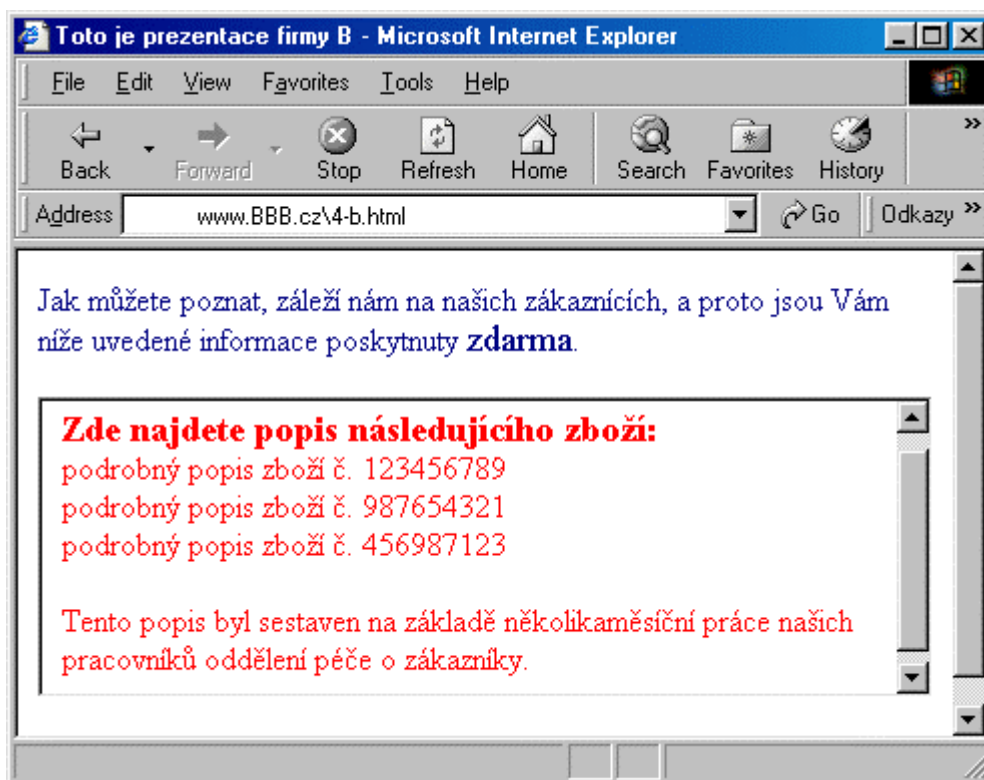 Toto je prezentace firmy B - Microsoft Internet Explorer
File Edit View Favorites Tools Help
Back Forward Stop Refresh Home Search Favorites History »
Address www.BBB.cz\4-b.html Go Odkazy »
Jak můžete poznat, záleží nám na našich zákaznících, a proto jsou Vám
níže uvedené informace poskytnuty zdarma.
Zde najdete popis následujícího zboží:
podrobný popis zboží č. 123456789
podrobný popis zboží č. 987654321
podrobný popis zboží č. 456987123
Tento popis byl sestaven na základě několikaměsíční práce našich
pracovníků oddělení péče o zákazníky.